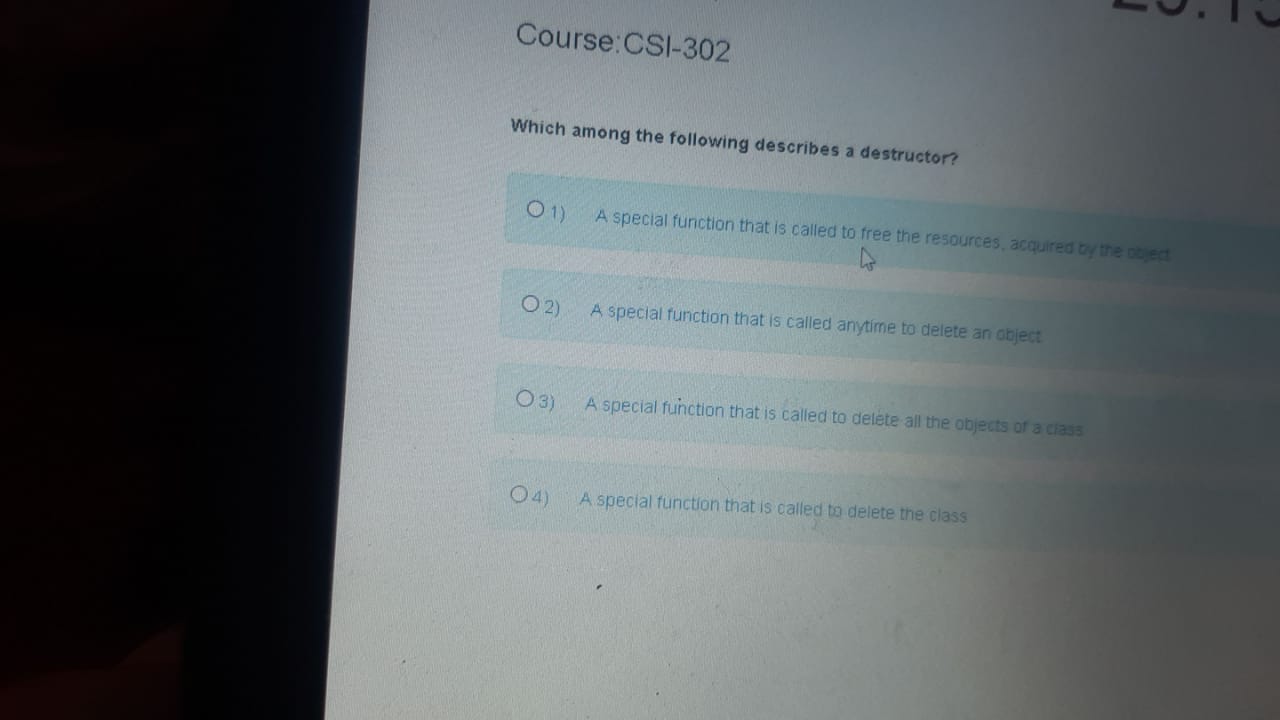 Course:CSI-302
Which among the following describes a destructor?
1) A special function that is called to free the resources, acquired by the object
2) A special function that is called anytime to delete an object
3) A special function that is called to delete all the objects of a class
4) A special function that is called to delete the class